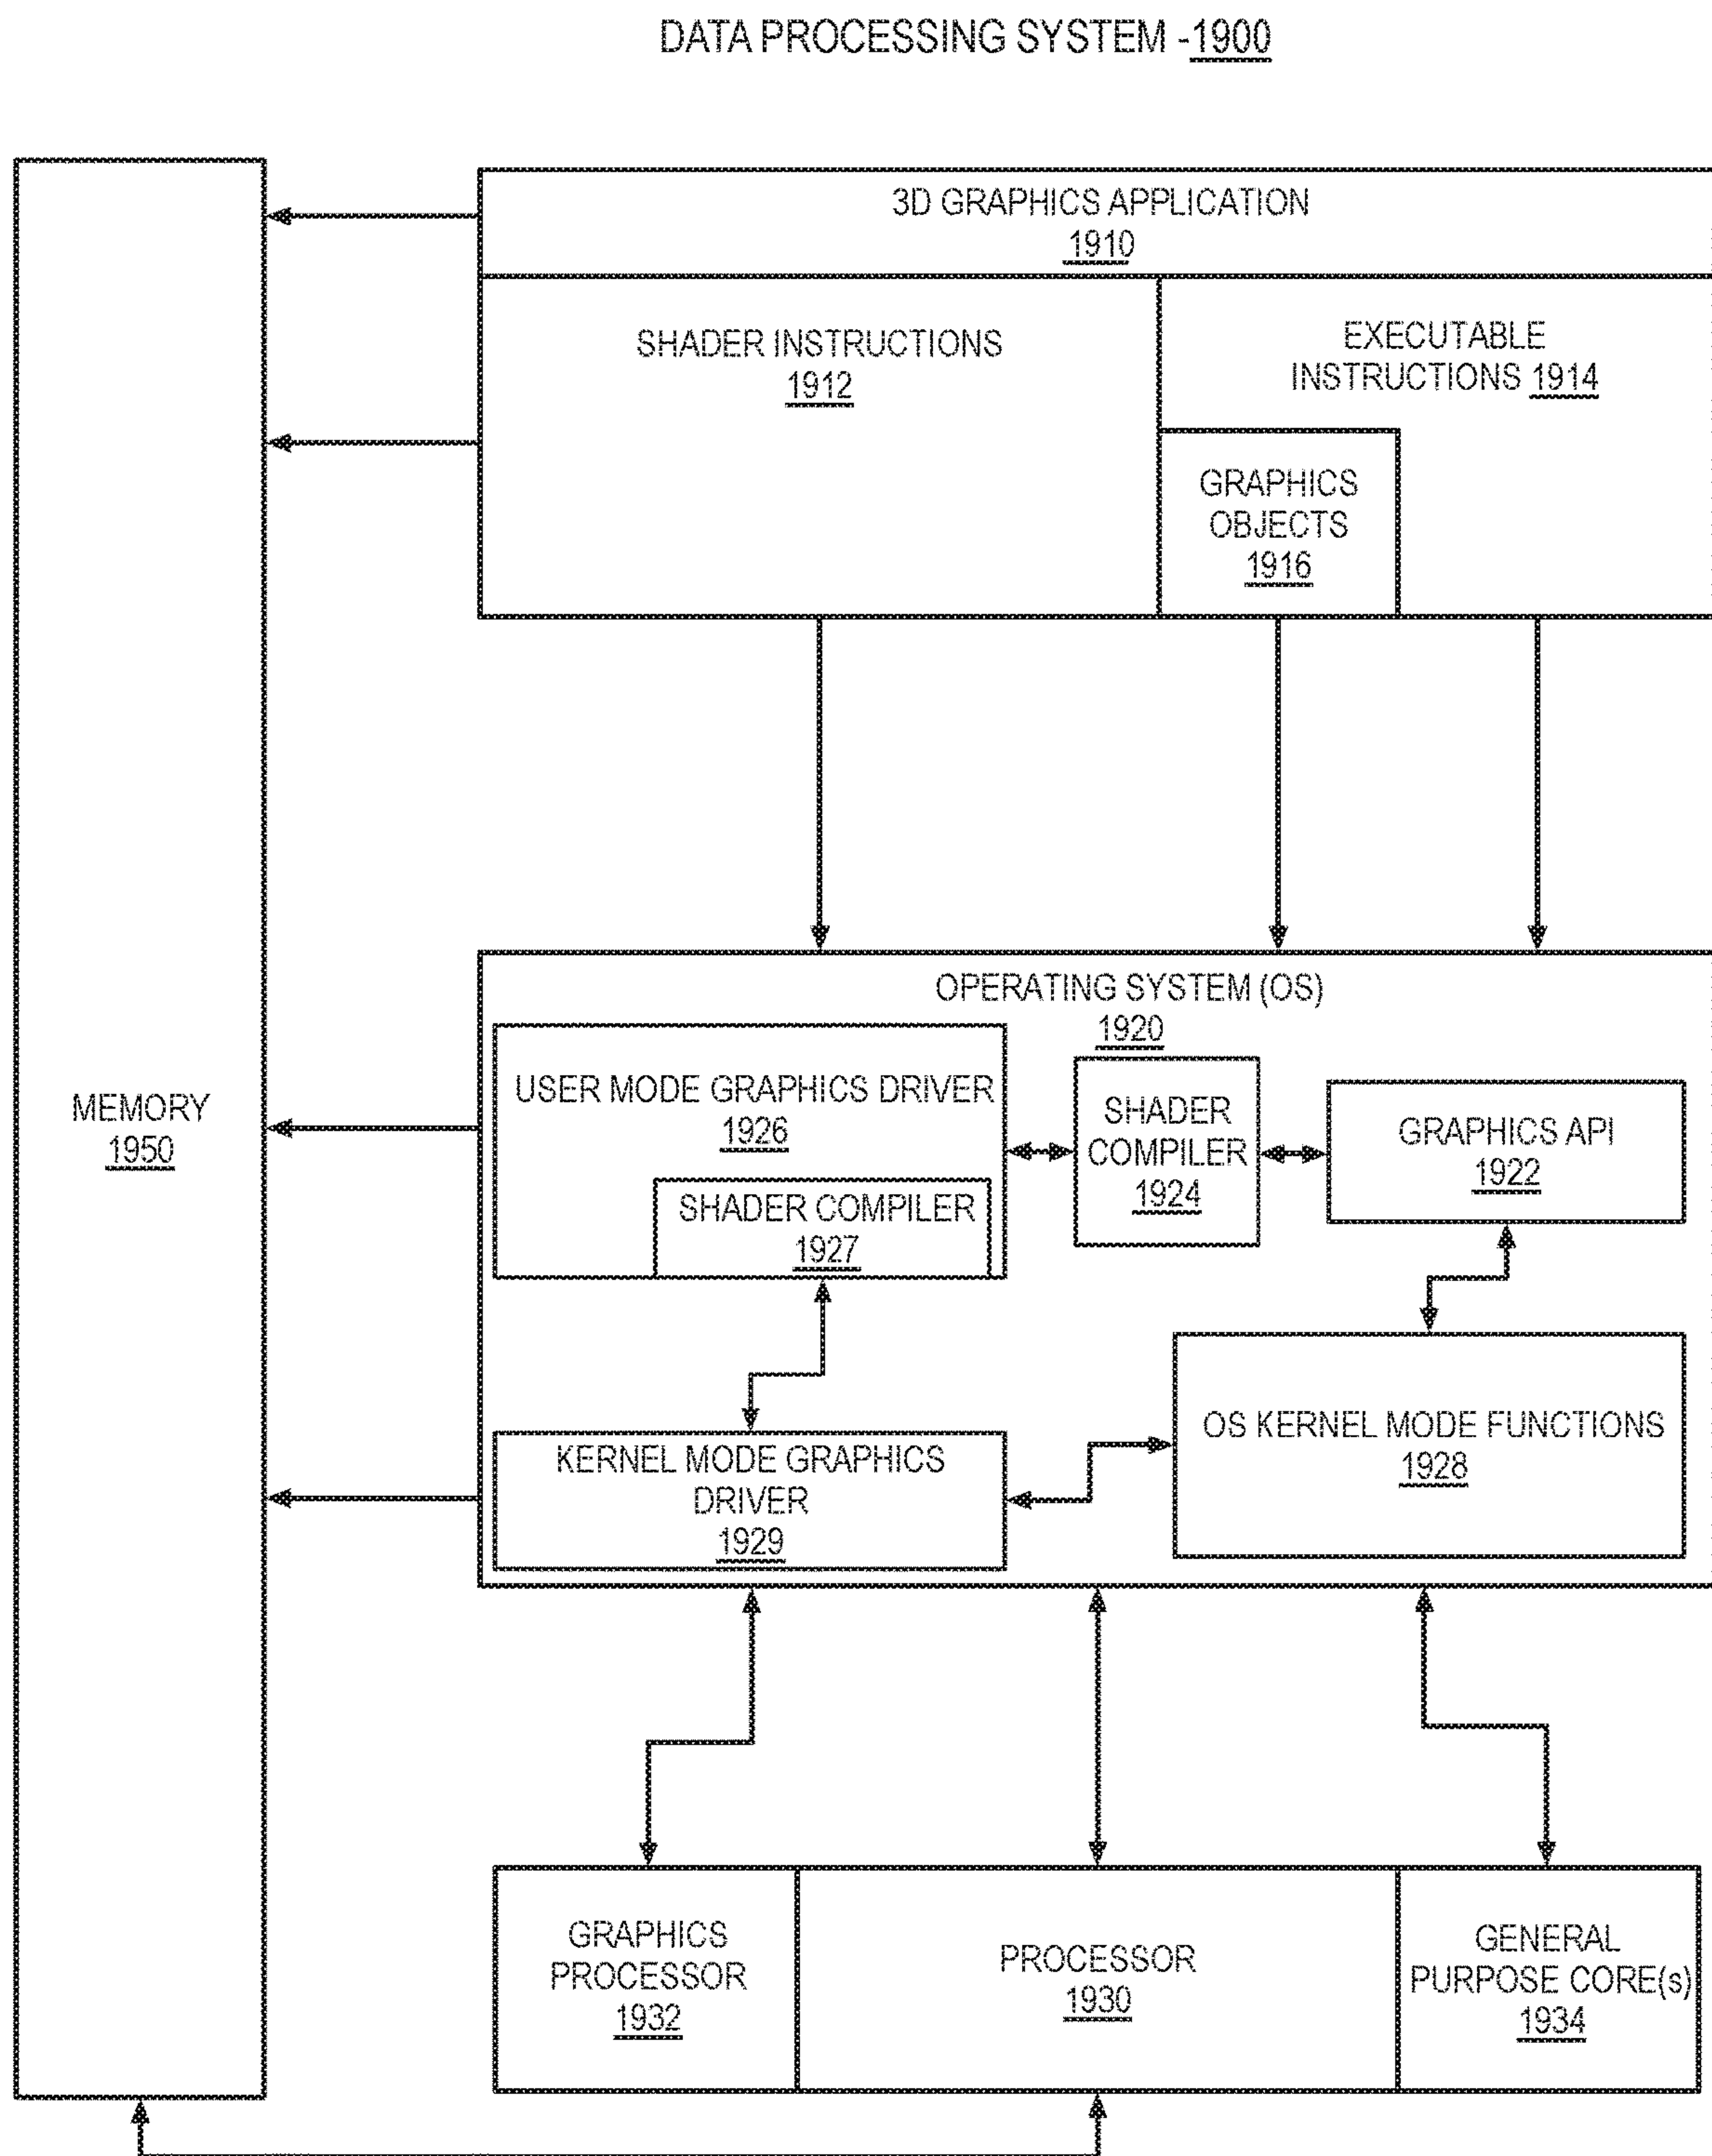 DATA PROCESSING SYSTEM -1900
3D GRAPHICS APPLICATION
1910
SHADER INSTRUCTIONS
1912
EXECUTABLE
INSTRUCTIONS 1914
GRAPHICS
OBJECTS
1916
MEMORY
1950
OPERATING SYSTEM (OS)
1920
USER MODE GRAPHICS DRIVER
1926
SHADER COMPILER
1927
SHADER
COMPILER
1924
GRAPHICS API
1922
KERNEL MODE GRAPHICS
DRIVER
1929
OS KERNEL MODE FUNCTIONS
1928
GRAPHICS
PROCESSOR
1932
PROCESSOR
1930
GENERAL
PURPOSE CORE(s)
1934